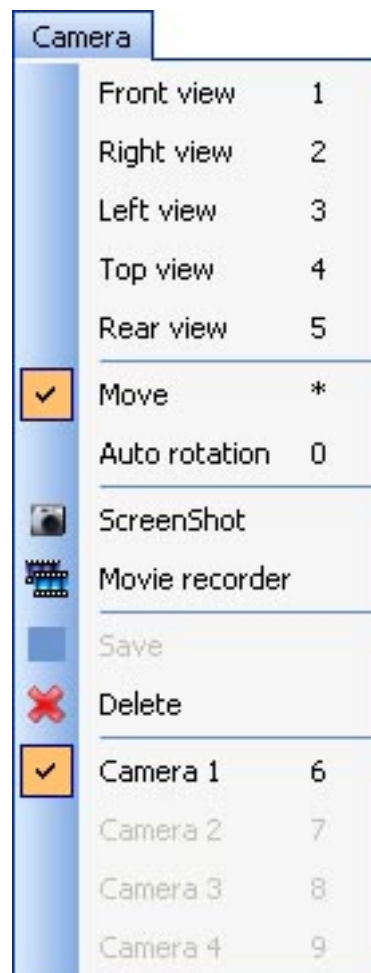 Camera
Front view 1
Right view 2
Left view 3
Top view 4
Rear view 5
Move *
Auto rotation 0
ScreenShot
Movie recorder
Save
Delete
Camera 1 6
Camera 2 7
Camera 3 8
Camera 4 9